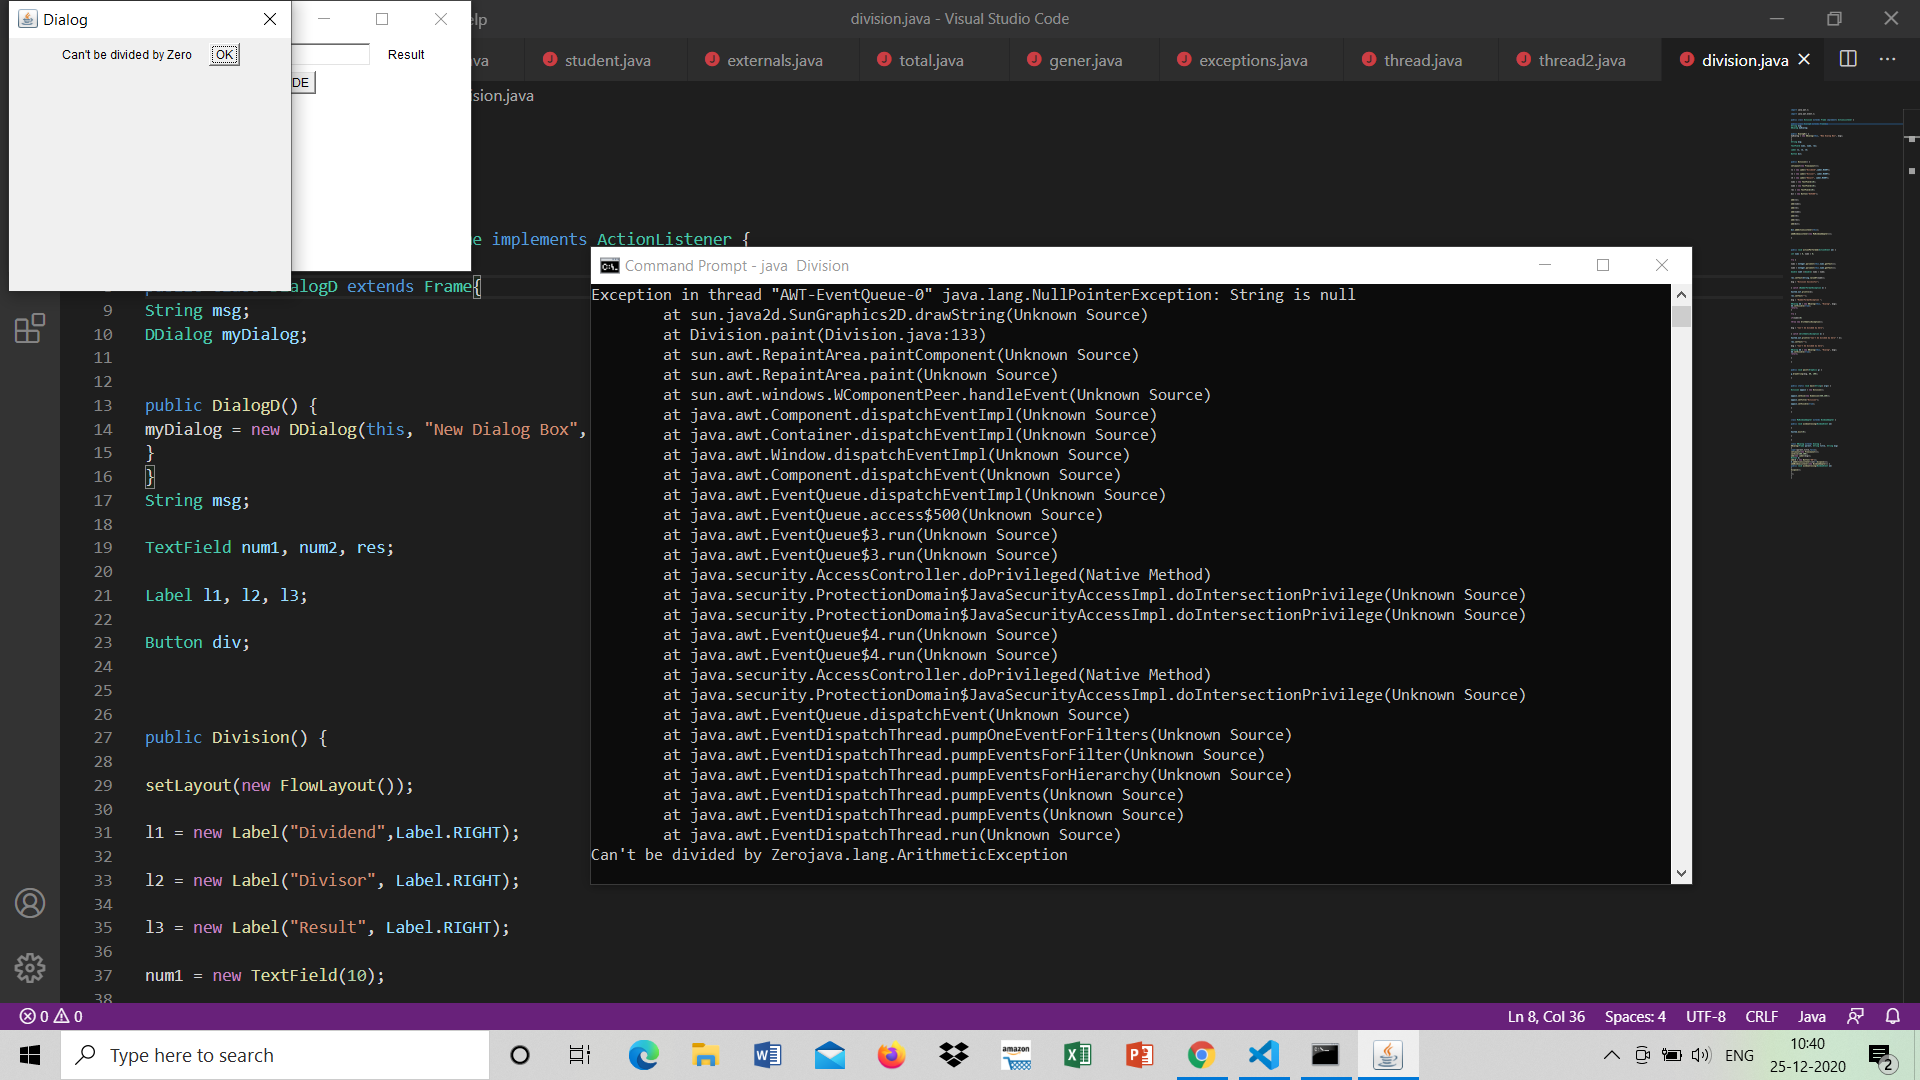 Dialog
Can't be divided by Zero OK
Result
DE
lp
division.java - Visual Studio Code
va
student.java
externals.java
total.java
gener.java
exceptions.java
thread.java
thread2.java
division.java
ision.java
e implements ActionListener {
alogD extends Frame{
9 String msg;
10 DDialog myDialog;
11
12
13 public DialogD() {
14 myDialog = new DDialog(this, "New Dialog Box",
15 }
16 }
17 String msg;
18
19 TextField num1, num2, res;
20
21 Label l1, l2, l3;
22
23 Button div;
24
25
26
27 public Division() {
28
29 setLayout(new FlowLayout());
30
31 l1 = new Label("Dividend",Label.RIGHT);
32
33 l2 = new Label("Divisor", Label.RIGHT);
34
35 l3 = new Label("Result", Label.RIGHT);
36
37 num1 = new TextField(10);
38
Command Prompt - java  Division
Exception in thread "AWT-EventQueue-0" java.lang.NullPointerException: String is null
at sun.java2d.SunGraphics2D.drawString(Unknown Source)
at Division.paint(Division.java:133)
at sun.awt.RepaintArea.paintComponent(Unknown Source)
at sun.awt.RepaintArea.paint(Unknown Source)
at sun.awt.windows.WComponentPeer.handleEvent(Unknown Source)
at java.awt.Component.dispatchEventImpl(Unknown Source)
at java.awt.Container.dispatchEventImpl(Unknown Source)
at java.awt.Window.dispatchEventImpl(Unknown Source)
at java.awt.Component.dispatchEvent(Unknown Source)
at java.awt.EventQueue.dispatchEventImpl(Unknown Source)
at java.awt.EventQueue.access$500(Unknown Source)
at java.awt.EventQueue$3.run(Unknown Source)
at java.awt.EventQueue$3.run(Unknown Source)
at java.security.AccessController.doPrivileged(Native Method)
at java.security.ProtectionDomain$JavaSecurityAccessImpl.doIntersectionPrivilege(Unknown Source)
at java.security.ProtectionDomain$JavaSecurityAccessImpl.doIntersectionPrivilege(Unknown Source)
at java.awt.EventQueue$4.run(Unknown Source)
at java.awt.EventQueue$4.run(Unknown Source)
at java.security.AccessController.doPrivileged(Native Method)
at java.security.ProtectionDomain$JavaSecurityAccessImpl.doIntersectionPrivilege(Unknown Source)
at java.awt.EventQueue.dispatchEvent(Unknown Source)
at java.awt.EventDispatchThread.pumpOneEventForFilters(Unknown Source)
at java.awt.EventDispatchThread.pumpEventsForFilter(Unknown Source)
at java.awt.EventDispatchThread.pumpEventsForHierarchy(Unknown Source)
at java.awt.EventDispatchThread.pumpEvents(Unknown Source)
at java.awt.EventDispatchThread.pumpEvents(Unknown Source)
at java.awt.EventDispatchThread.run(Unknown Source)
Can't be divided by Zerojava.lang.ArithmeticException
0 0
Ln 8, Col 36 Spaces: 4 UTF-8 CRLF Java
Type here to search
amazon
ENG
10:40
25-12-2020
2